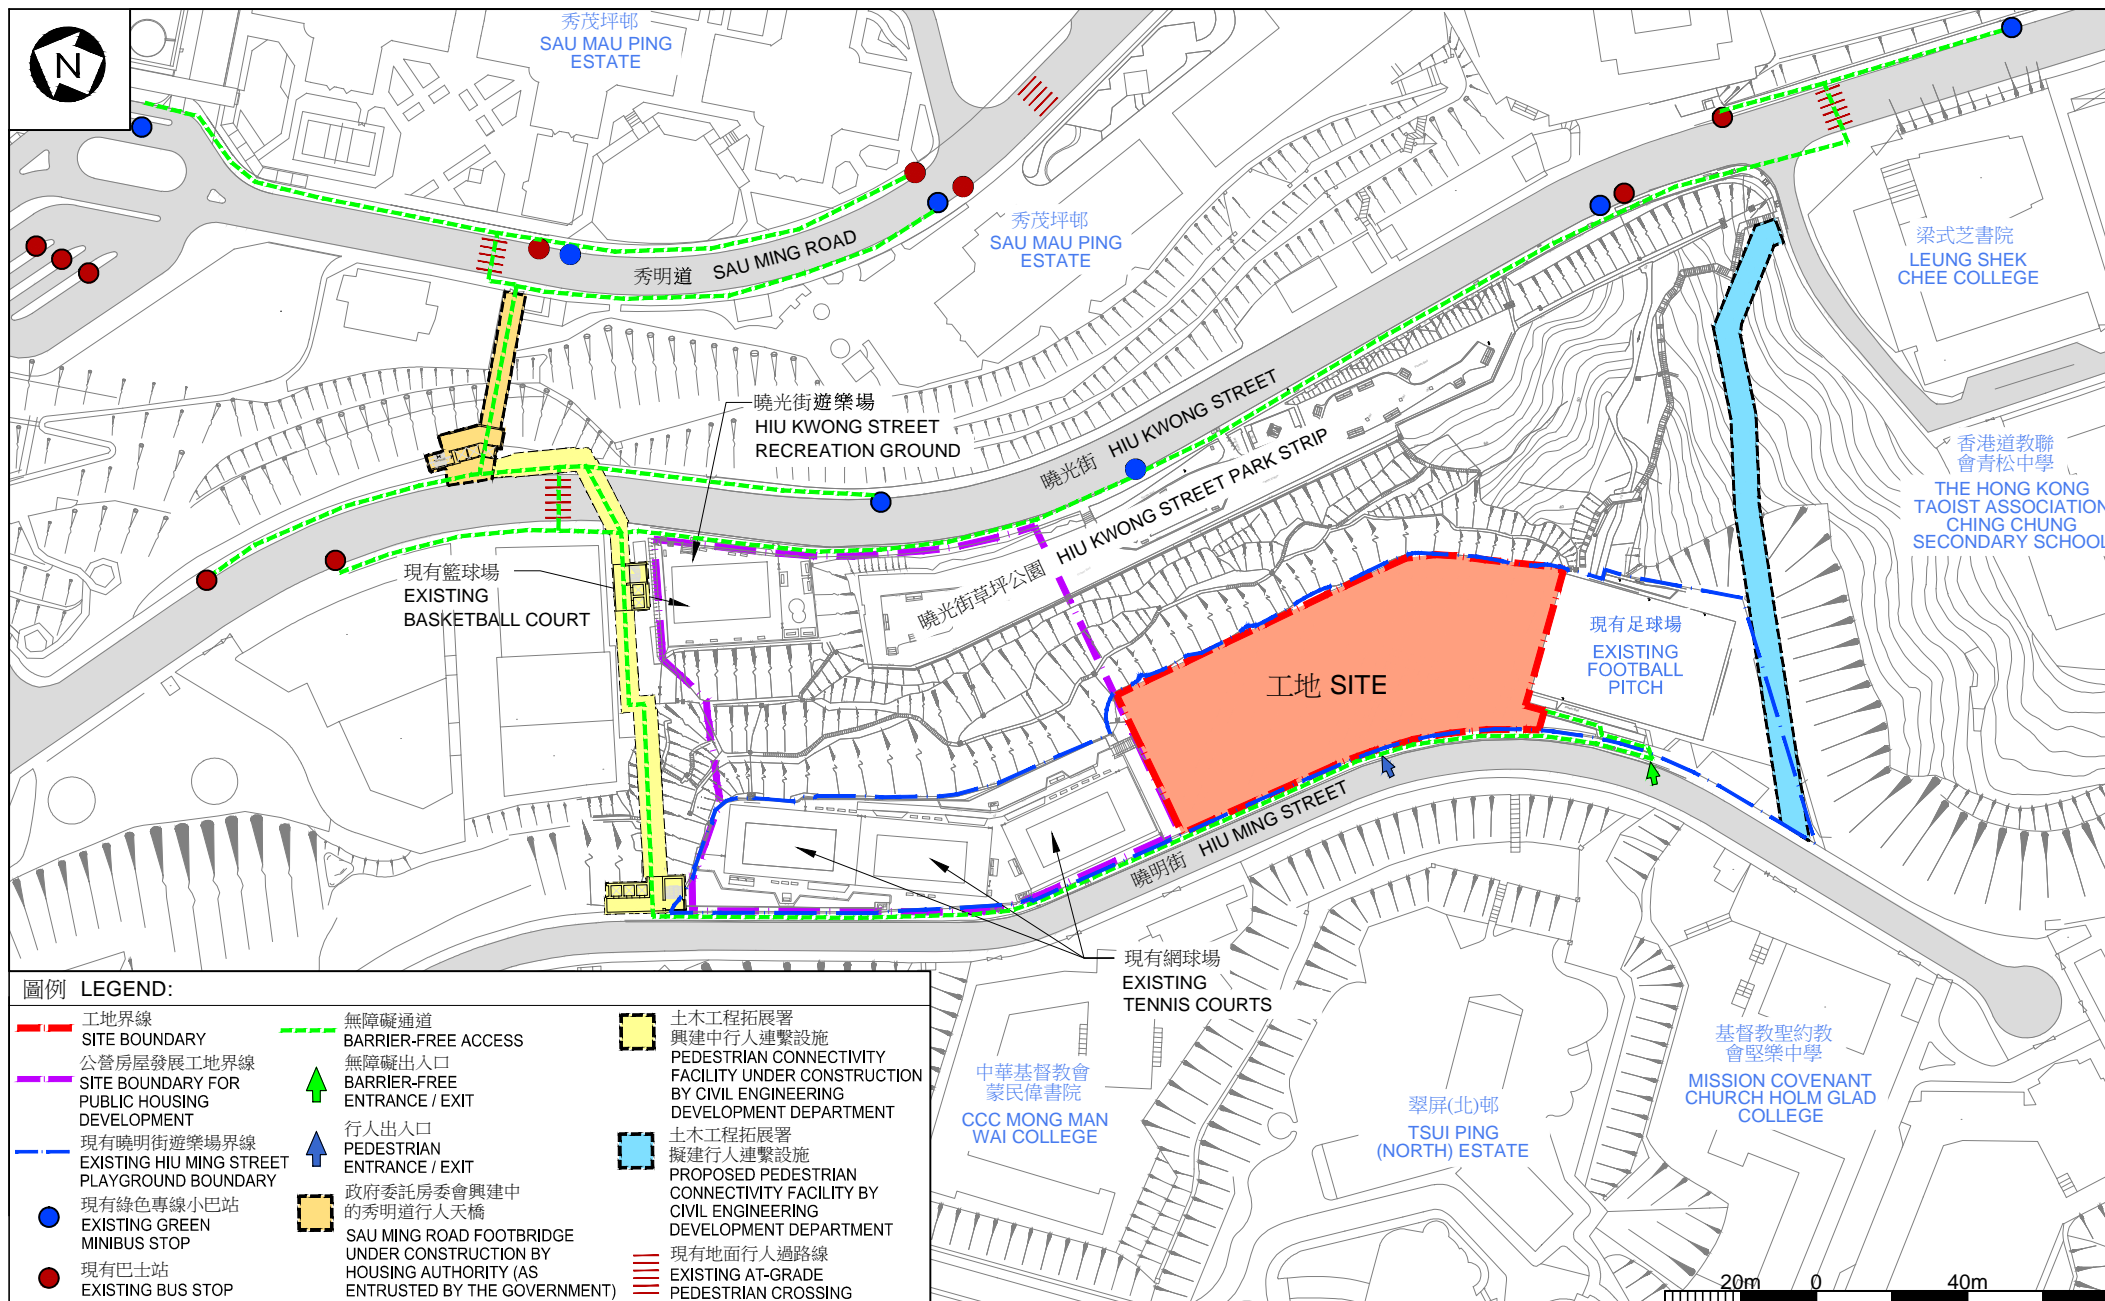 N
秀茂坪邨
SAU MAU PING
ESTATE
秀茂坪邨
SAU MAU PING
ESTATE
秀明道 SAU MING ROAD
梁式芝書院
LEUNG SHEK
CHEE COLLEGE
曉光街遊樂場
HIU KWONG STREET
RECREATION GROUND
曉光街 HIU KWONG STREET
曉光街草坪公園 HIU KWONG STREET PARK STRIP
香港道教聯
會青松中學
THE HONG KONG
TAOIST ASSOCIATION
CHING CHUNG
SECONDARY SCHOOL
現有籃球場
EXISTING
BASKETBALL COURT
現有足球場
EXISTING
FOOTBALL
PITCH
工地 SITE
曉明街 HIU MING STREET
現有網球場
EXISTING
TENNIS COURTS
中華基督教會
蒙民偉書院
CCC MONG MAN
WAI COLLEGE
翠屏(北)邨
TSUI PING
(NORTH) ESTATE
基督教聖約教
會堅樂中學
MISSION COVENANT
CHURCH HOLM GLAD
COLLEGE
圖例 LEGEND:
工地界線
SITE BOUNDARY
公營房屋發展工地界線
SITE BOUNDARY FOR
PUBLIC HOUSING
DEVELOPMENT
現有曉明街遊樂場界線
EXISTING HIU MING STREET
PLAYGROUND BOUNDARY
現有綠色專線小巴站
EXISTING GREEN
MINIBUS STOP
現有巴士站
EXISTING BUS STOP
無障礙通道
BARRIER-FREE ACCESS
無障礙出入口
BARRIER-FREE
ENTRANCE / EXIT
行人出入口
PEDESTRIAN
ENTRANCE / EXIT
政府委託房委會興建中
的秀明道行人天橋
SAU MING ROAD FOOTBRIDGE
UNDER CONSTRUCTION BY
HOUSING AUTHORITY (AS
ENTRUSTED BY THE GOVERNMENT)
土木工程拓展署
興建中行人連繫設施
PEDESTRIAN CONNECTIVITY
FACILITY UNDER CONSTRUCTION
BY CIVIL ENGINEERING
DEVELOPMENT DEPARTMENT
土木工程拓展署
擬建行人連繫設施
PROPOSED PEDESTRIAN
CONNECTIVITY FACILITY BY
CIVIL ENGINEERING
DEVELOPMENT DEPARTMENT
現有地面行人過路線
EXISTING AT-GRADE
PEDESTRIAN CROSSING
20m 0 40m